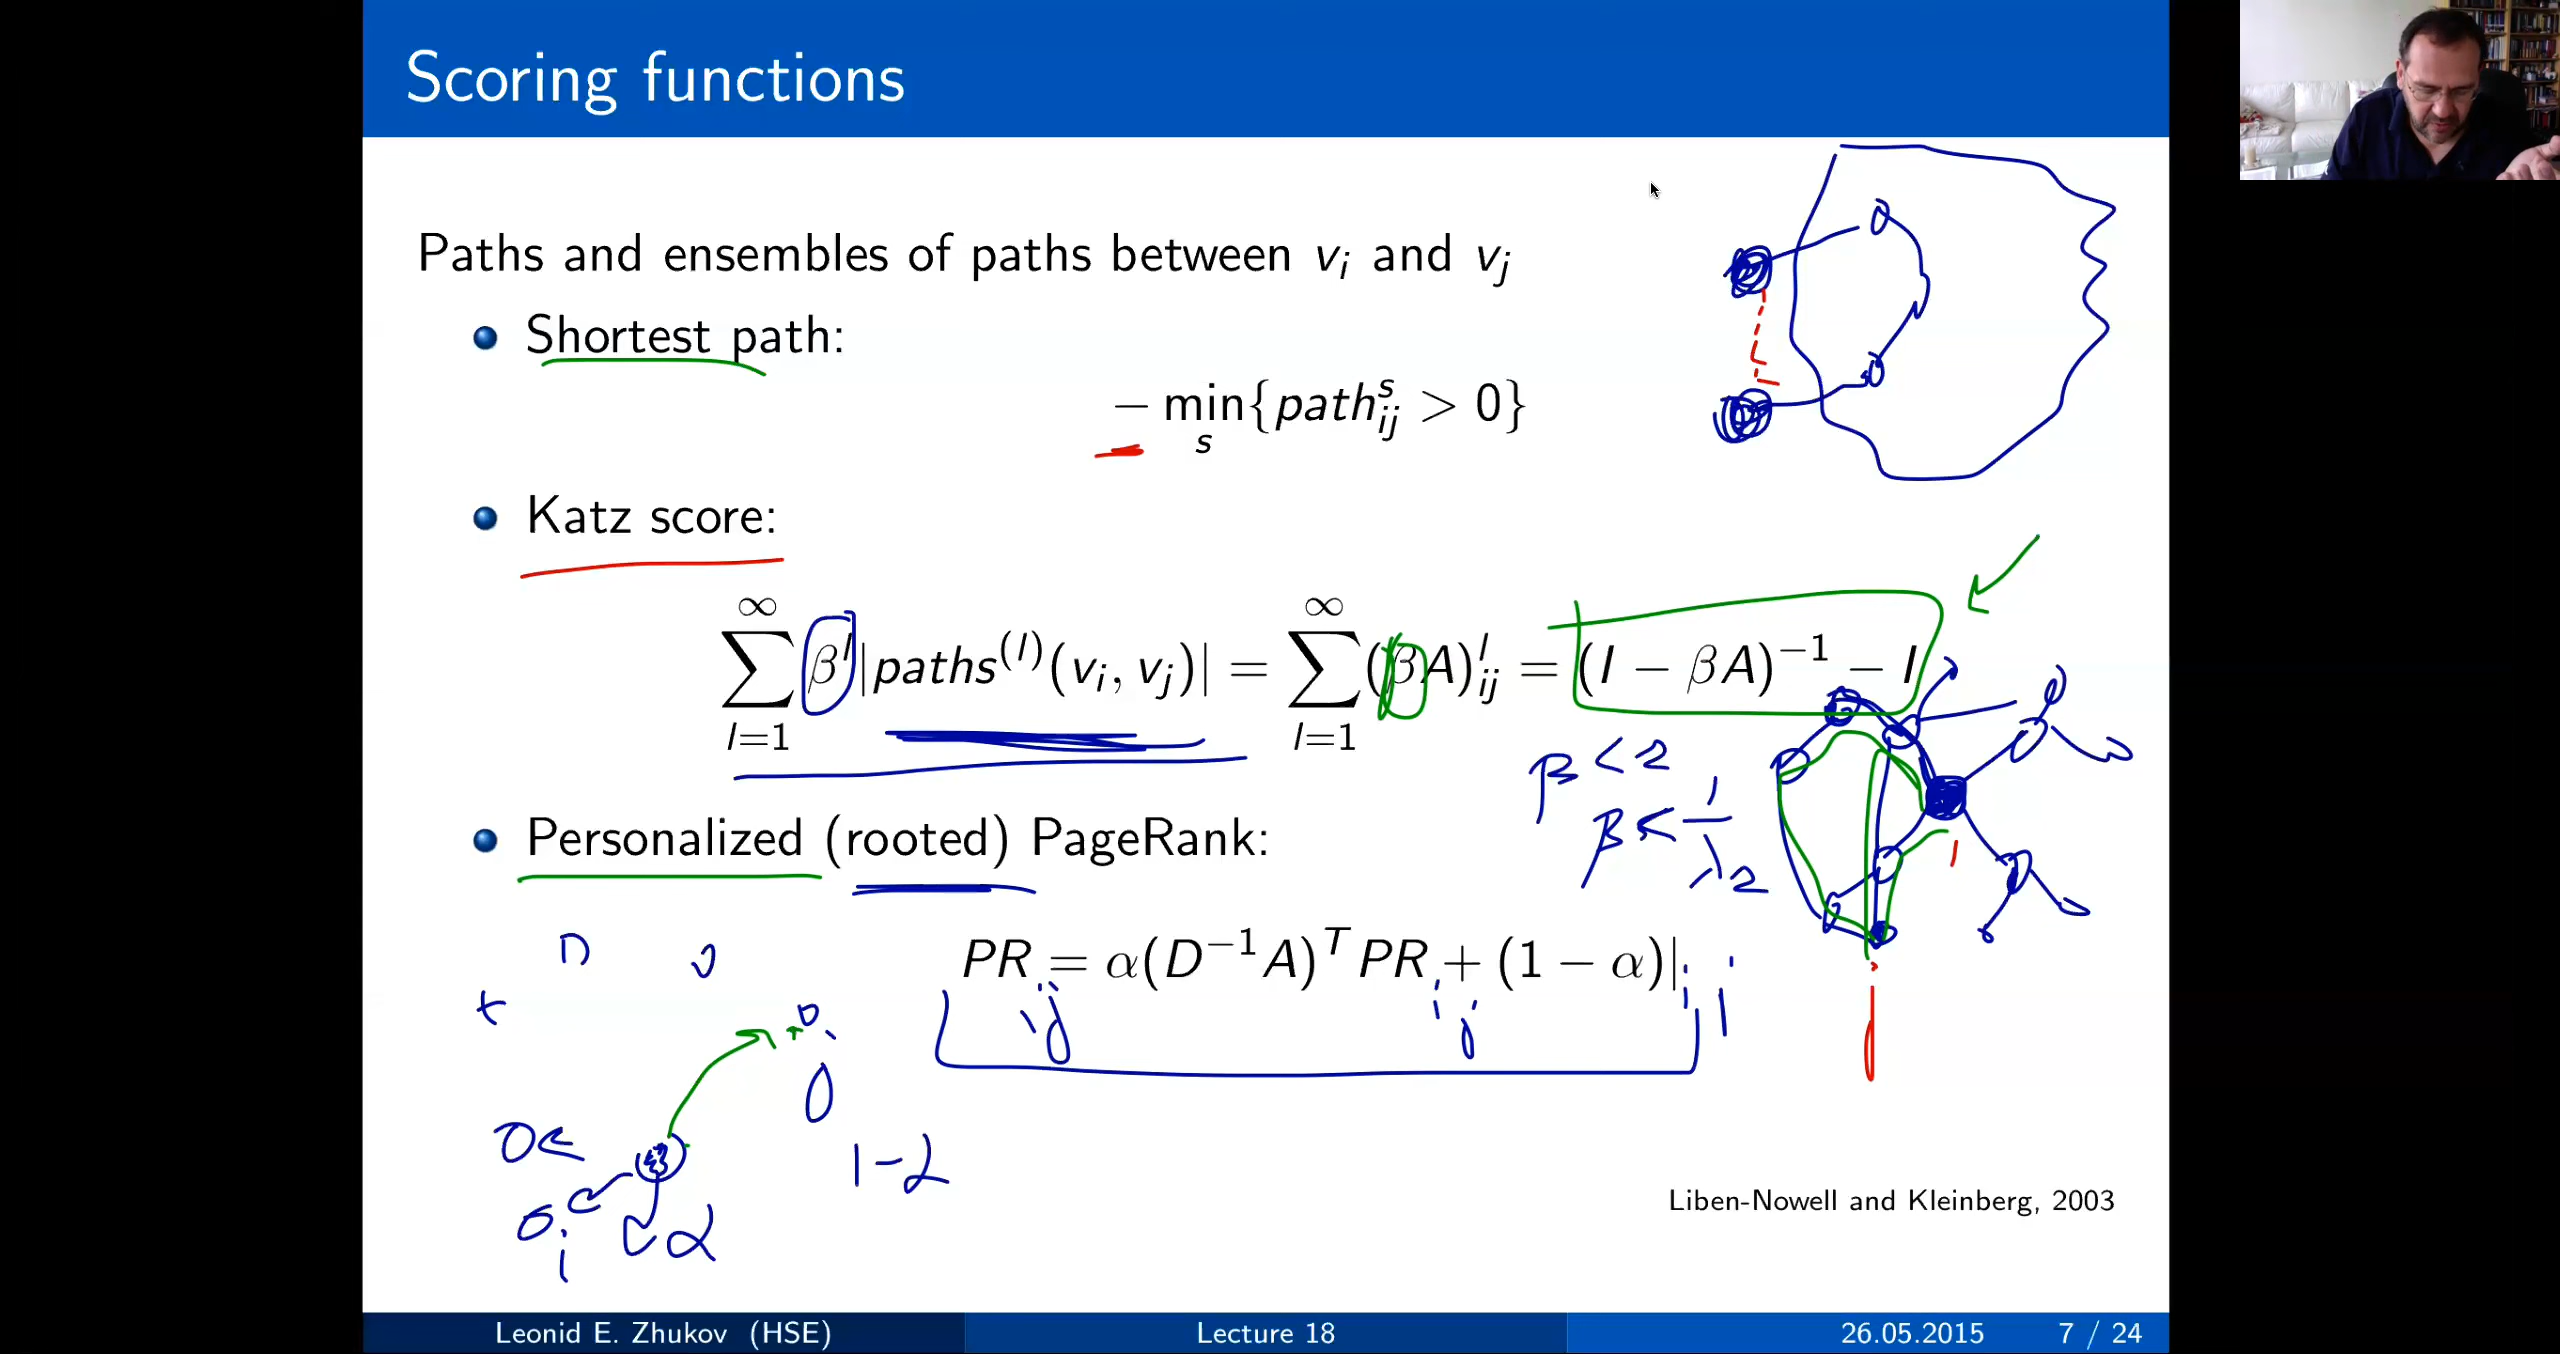 Scoring functions
Paths and ensembles of paths between v_i and v_j
Shortest path:
− min_s{path^s_ij > 0}
Katz score:
∑_{l=1}^{∞} β^l|paths^(l)(v_i, v_j)| = ∑_{l=1}^{∞} (βA)^l_ij = (I − βA)^−1 − I
β < 2
β < 1/λ2
Personalized (rooted) PageRank:
PR = α(D^−1A)^T PR + (1 − α)|
ij
i j
i
j
1-α
α
i
Liben-Nowell and Kleinberg, 2003
Leonid E. Zhukov (HSE)
Lecture 18
26.05.2015
7 / 24